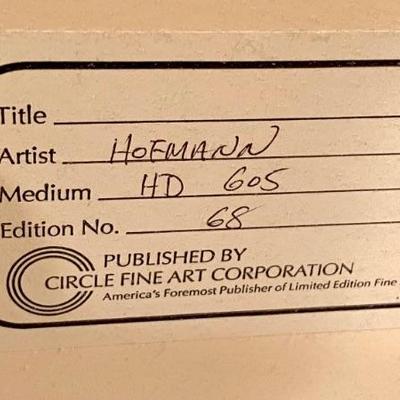 Title
Artist HOFMANN
Medium HD 605
Edition No. 68
PUBLISHED BY
CIRCLE FINE ART CORPORATION
America's Foremost Publisher of Limited Edition Fine